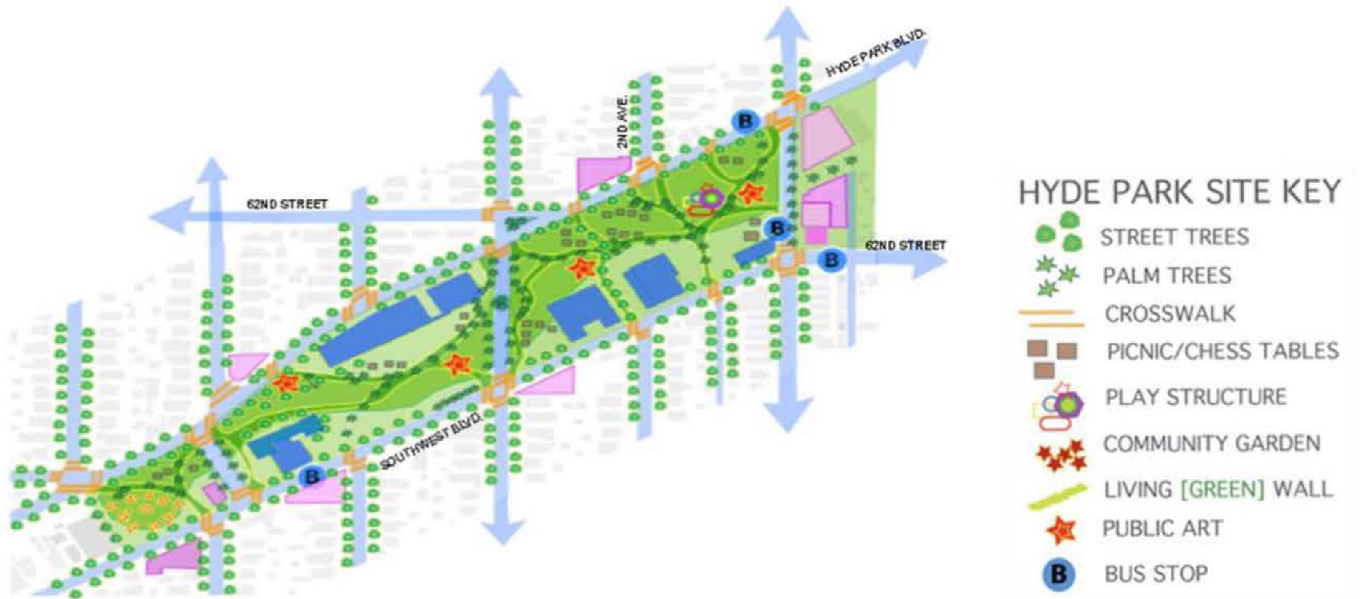 HYDE PARK BLVD.
2ND AVE.
B
62ND STREET
B
B
62ND STREET
SOUTHWEST BLVD.
B
HYDE PARK SITE KEY
STREET TREES
PALM TREES
CROSSWALK
PICNIC/CHESS TABLES
PLAY STRUCTURE
COMMUNITY GARDEN
LIVING [GREEN] WALL
PUBLIC ART
B BUS STOP